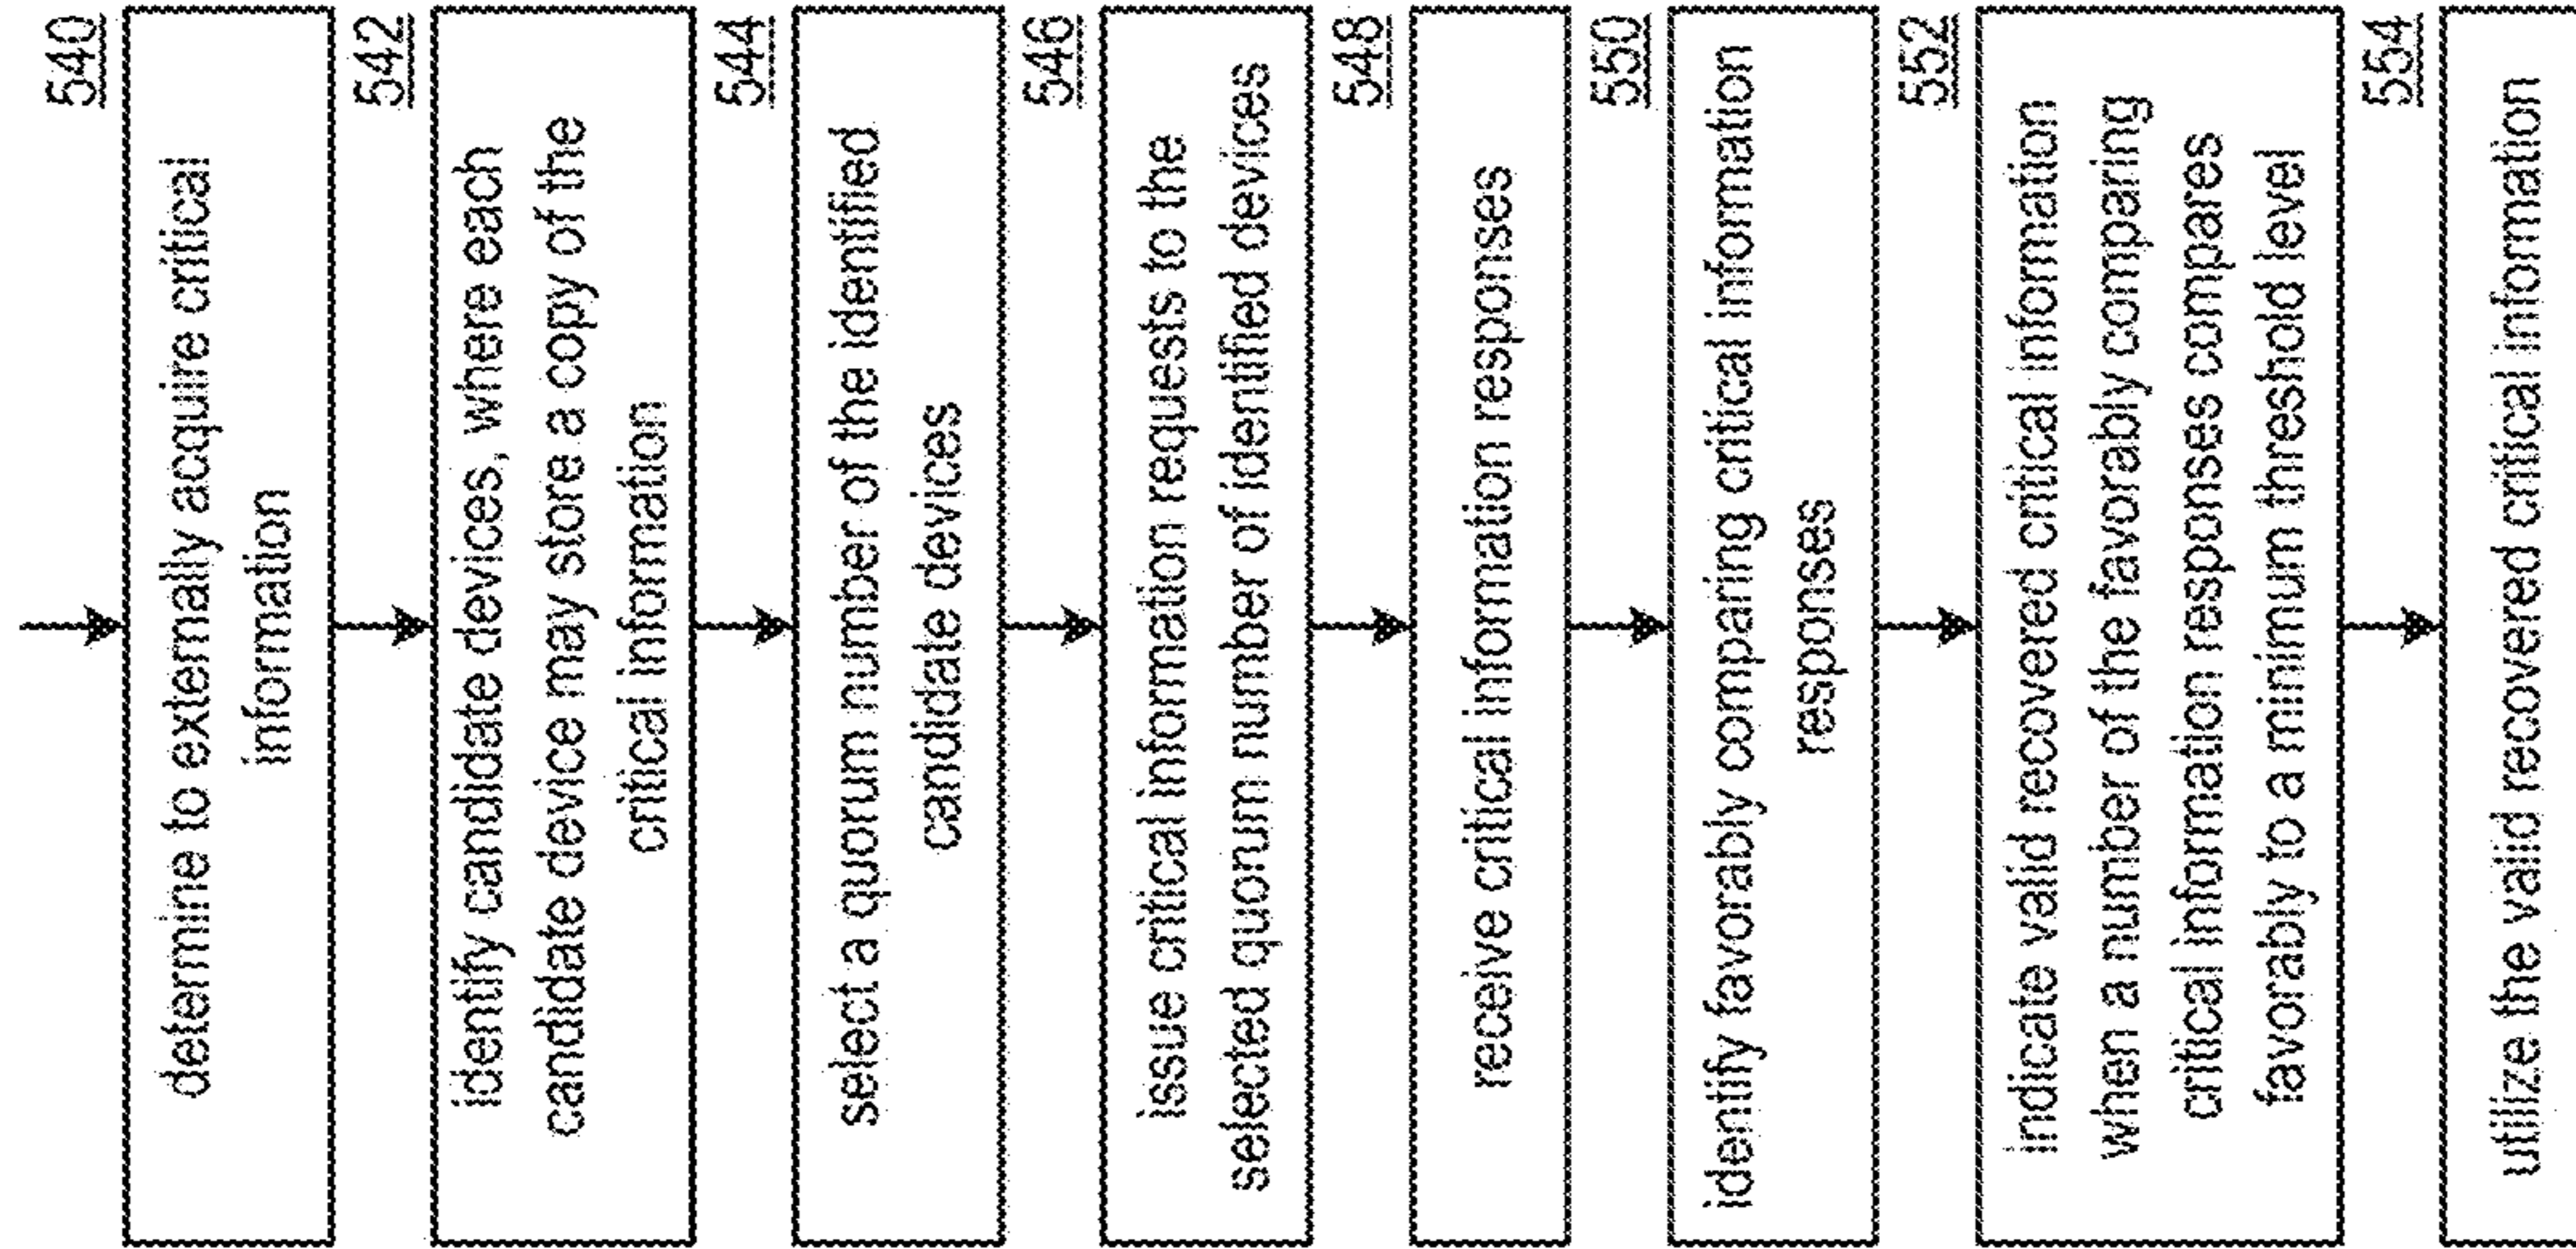 540
determine to externally acquire critical
information
542
identify candidate devices, where each
candidate device may store a copy of the
critical information
544
select a quorum number of the identified
candidate devices
546
issue critical information requests to the
selected quorum number of identified devices
548
receive critical information responses
550
identify favorably comparing critical information
responses
552
indicate valid recovered critical information
when a number of the favorably comparing
critical information responses compares
favorably to a minimum threshold level
554
utilize the valid recovered critical information